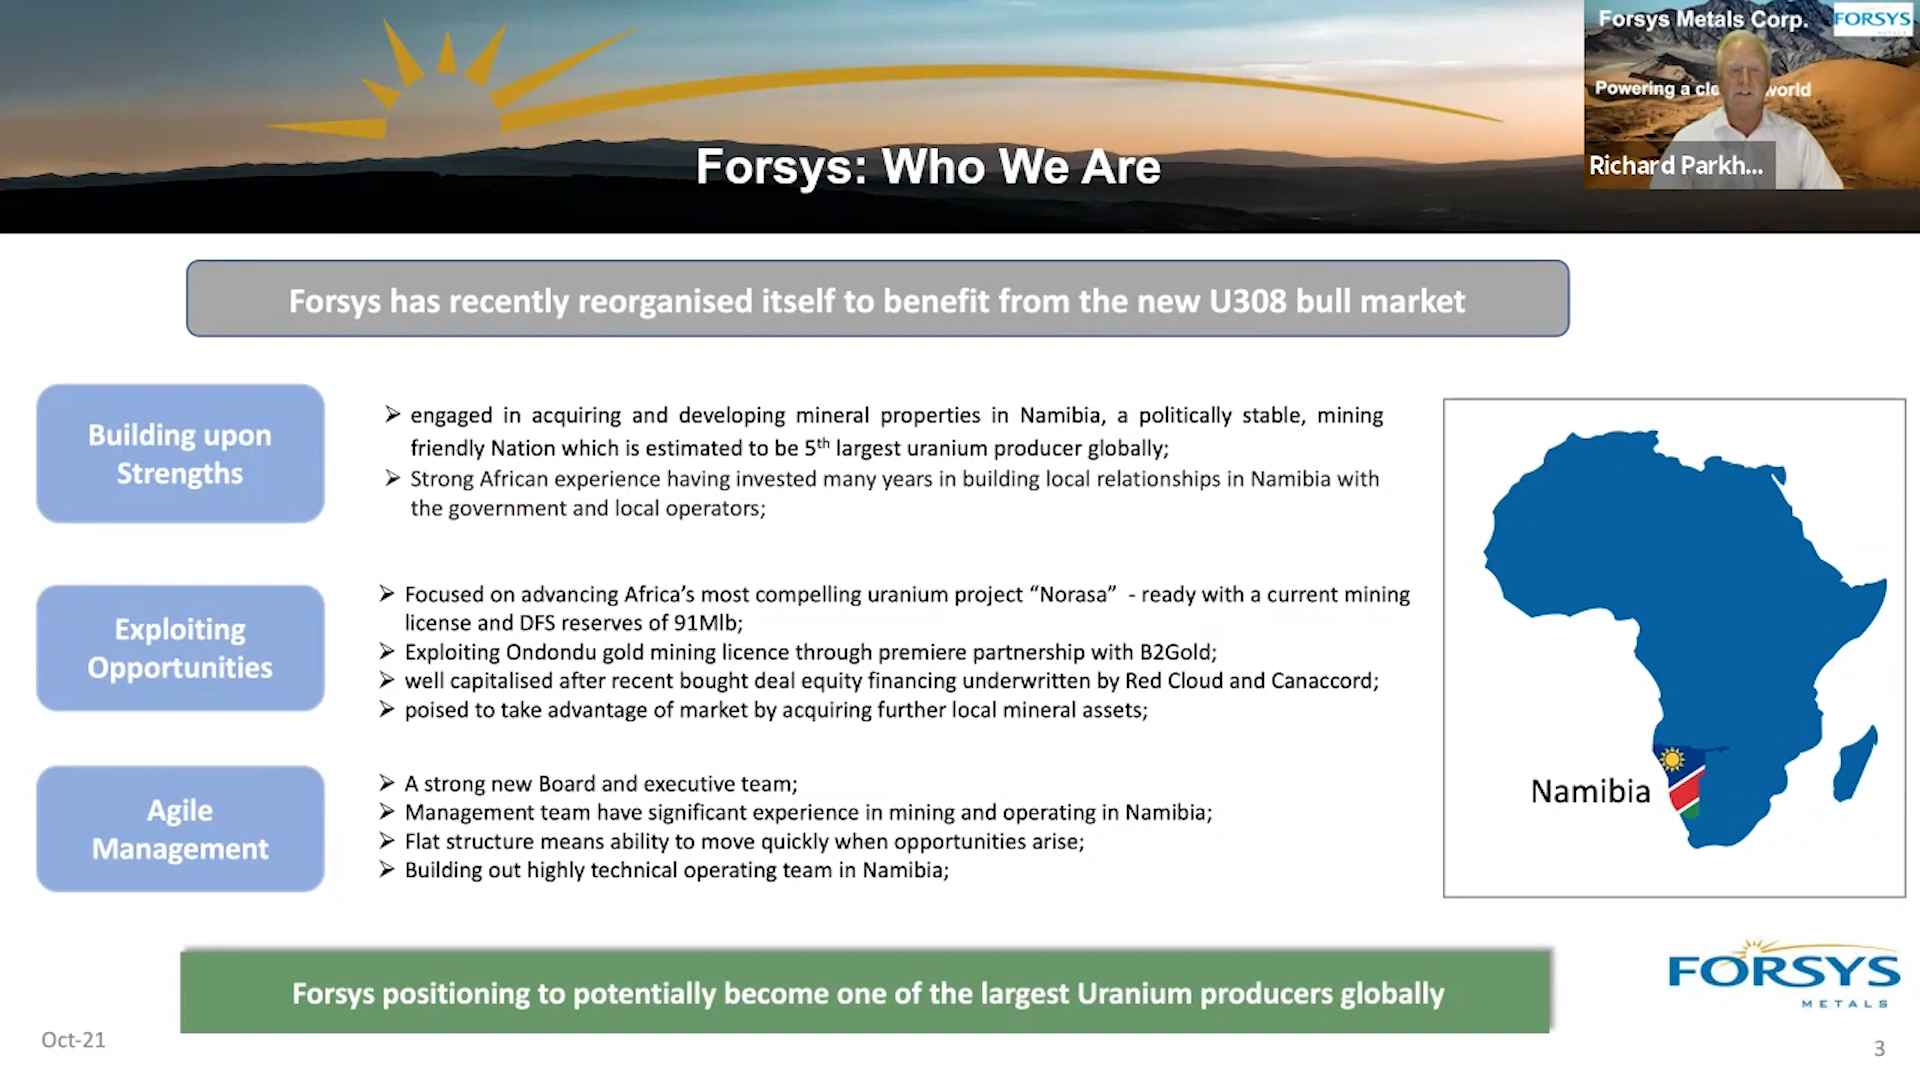 Forsys Metals Corp.
FORSYS
METALS
Powering a cle world
Richard Parkh...
Forsys: Who We Are
Forsys has recently reorganised itself to benefit from the new U308 bull market
Building upon
Strengths
➢ engaged in acquiring and developing mineral properties in Namibia, a politically stable, mining
friendly Nation which is estimated to be 5th largest uranium producer globally;
➢ Strong African experience having invested many years in building local relationships in Namibia with
the government and local operators;
Exploiting
Opportunities
➢ Focused on advancing Africa’s most compelling uranium project “Norasa” - ready with a current mining
license and DFS reserves of 91Mlb;
➢ Exploiting Ondondu gold mining licence through premiere partnership with B2Gold;
➢ well capitalised after recent bought deal equity financing underwritten by Red Cloud and Canaccord;
➢ poised to take advantage of market by acquiring further local mineral assets;
Agile
Management
➢ A strong new Board and executive team;
➢ Management team have significant experience in mining and operating in Namibia;
➢ Flat structure means ability to move quickly when opportunities arise;
➢ Building out highly technical operating team in Namibia;
Namibia
Forsys positioning to potentially become one of the largest Uranium producers globally
FORSYS
METALS
Oct-21
3